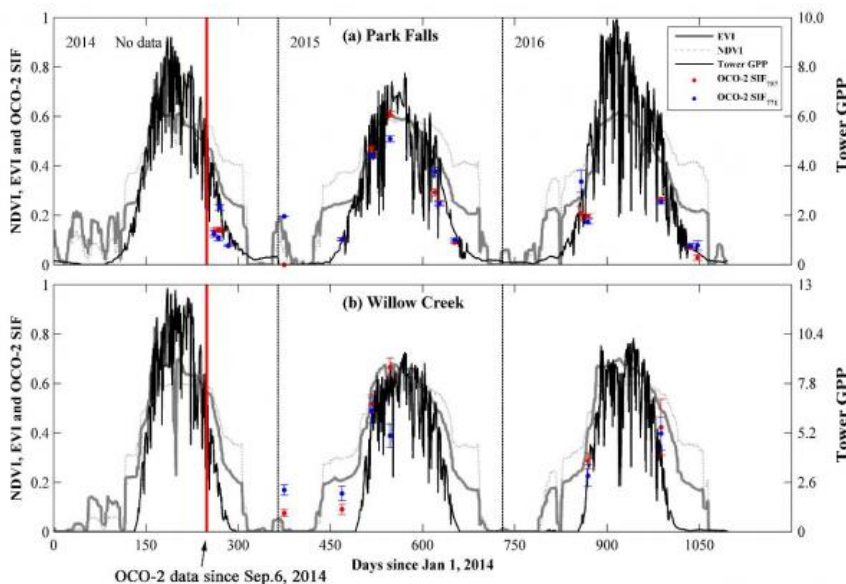 2014 No data 2015 (a) Park Falls 2016
EVI
NDVI
Tower GPP
OCO-2 SIF757
OCO-2 SIF771
NDVI, EVI and OCO-2 SIF
1
0.8
0.6
0.4
0.2
0
10.0
8.0
6.0
4.0
2.0
0
Tower GPP
(b) Willow Creek
NDVI, EVI and OCO-2 SIF
1
0.8
0.6
0.4
0.2
0
13
10.4
7.8
5.2
2.6
0
Tower GPP
0 150 300 450 600 750 900 1050
Days since Jan 1, 2014
OCO-2 data since Sep.6, 2014